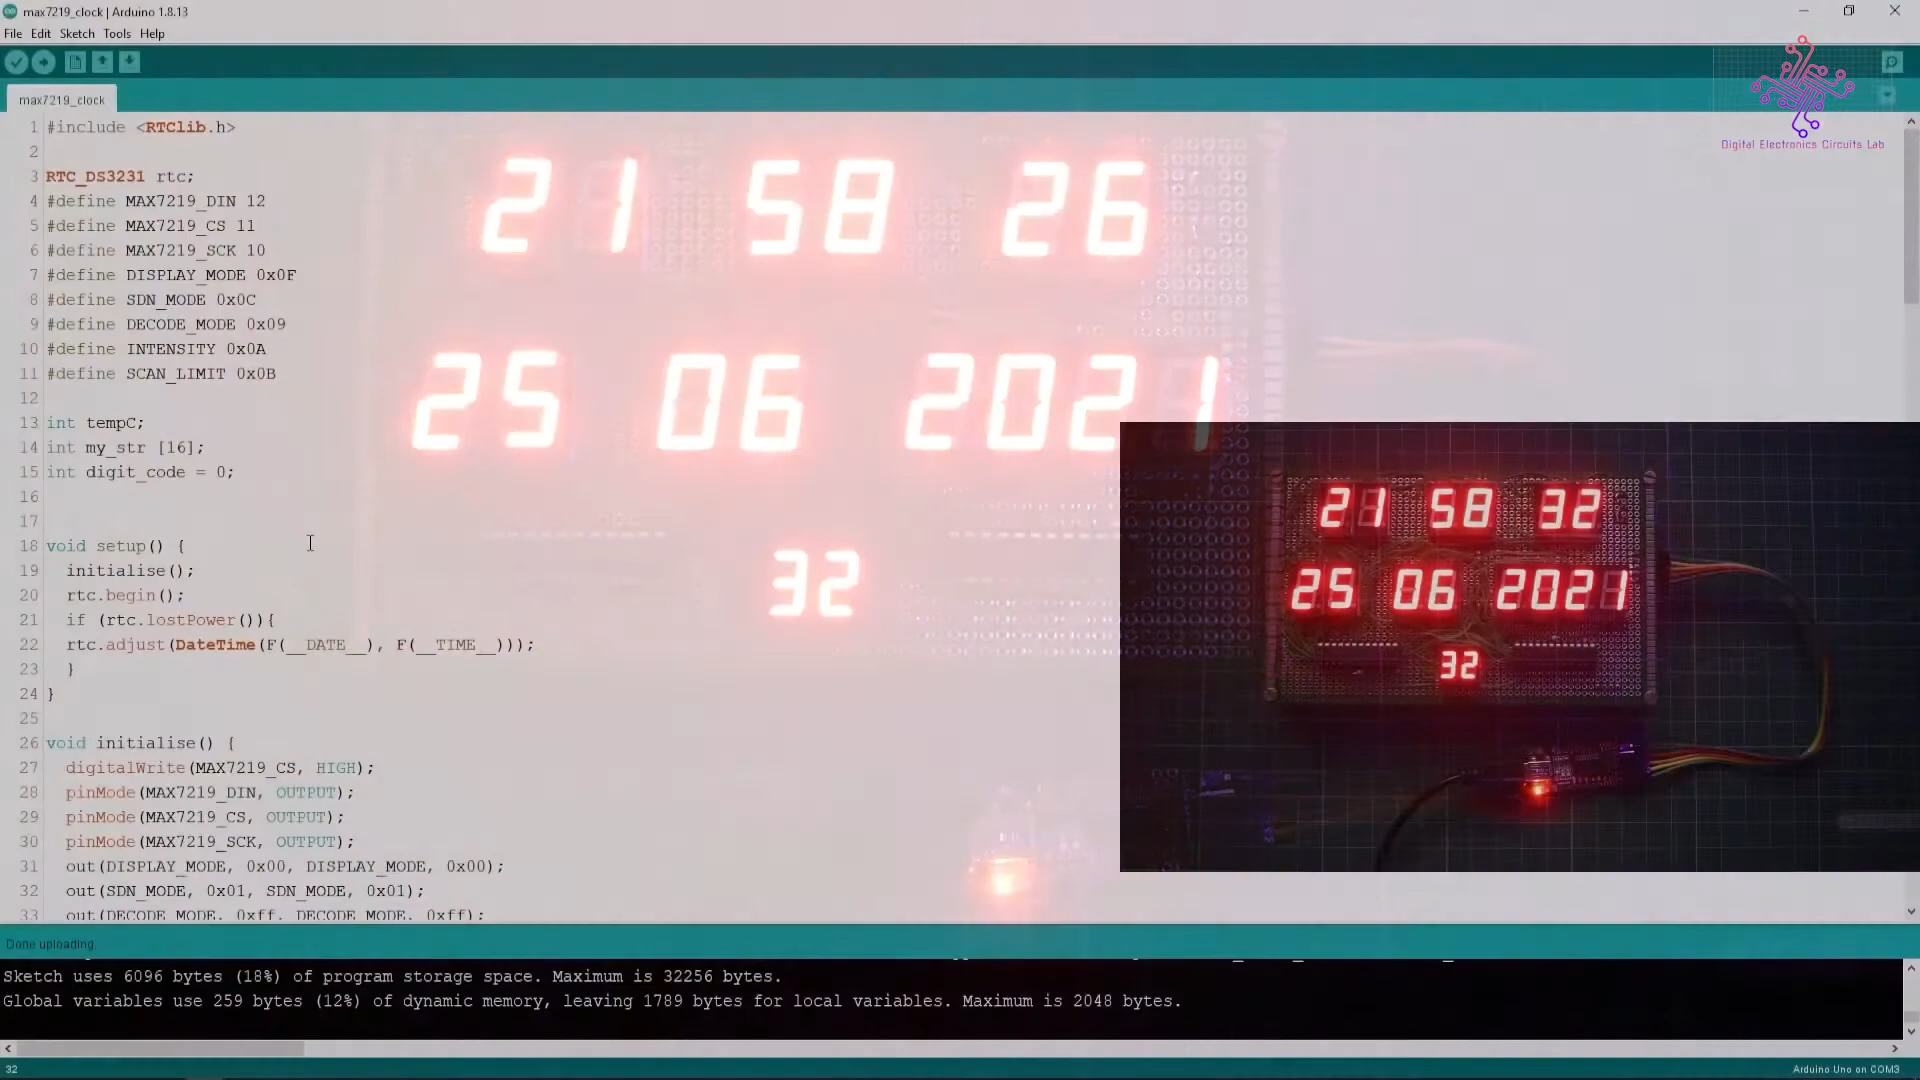 max7219_clock | Arduino 1.8.13
File Edit Sketch Tools Help
Digital Electronics Circuits Lab
max7219_clock
1 #include <RTClib.h>
2
3 RTC_DS3231 rtc;
4 #define MAX7219_DIN 12
5 #define MAX7219_CS 11
6 #define MAX7219_SCK 10
7 #define DISPLAY_MODE 0x0F
8 #define SDN_MODE 0x0C
9 #define DECODE_MODE 0x09
10 #define INTENSITY 0x0A
11 #define SCAN_LIMIT 0x0B
12
13 int tempC;
14 int my_str [16];
15 int digit_code = 0;
16
17
18 void setup() {
19 initialise();
20 rtc.begin();
21 if (rtc.lostPower()){
22 rtc.adjust(DateTime(F(__DATE__), F(__TIME__)));
23 }
24 }
25
26 void initialise() {
27 digitalWrite(MAX7219_CS, HIGH);
28 pinMode(MAX7219_DIN, OUTPUT);
29 pinMode(MAX7219_CS, OUTPUT);
30 pinMode(MAX7219_SCK, OUTPUT);
31 out(DISPLAY_MODE, 0x00, DISPLAY_MODE, 0x00);
32 out(SDN_MODE, 0x01, SDN_MODE, 0x01);
33 out(DECODE_MODE, 0xff, DECODE_MODE, 0xff);
21 58 26
25 06 2021
32
21 58 32
25 06 2021
32
Done uploading.
Sketch uses 6096 bytes (18%) of program storage space. Maximum is 32256 bytes.
Global variables use 259 bytes (12%) of dynamic memory, leaving 1789 bytes for local variables. Maximum is 2048 bytes.
32
Arduino Uno on COM3